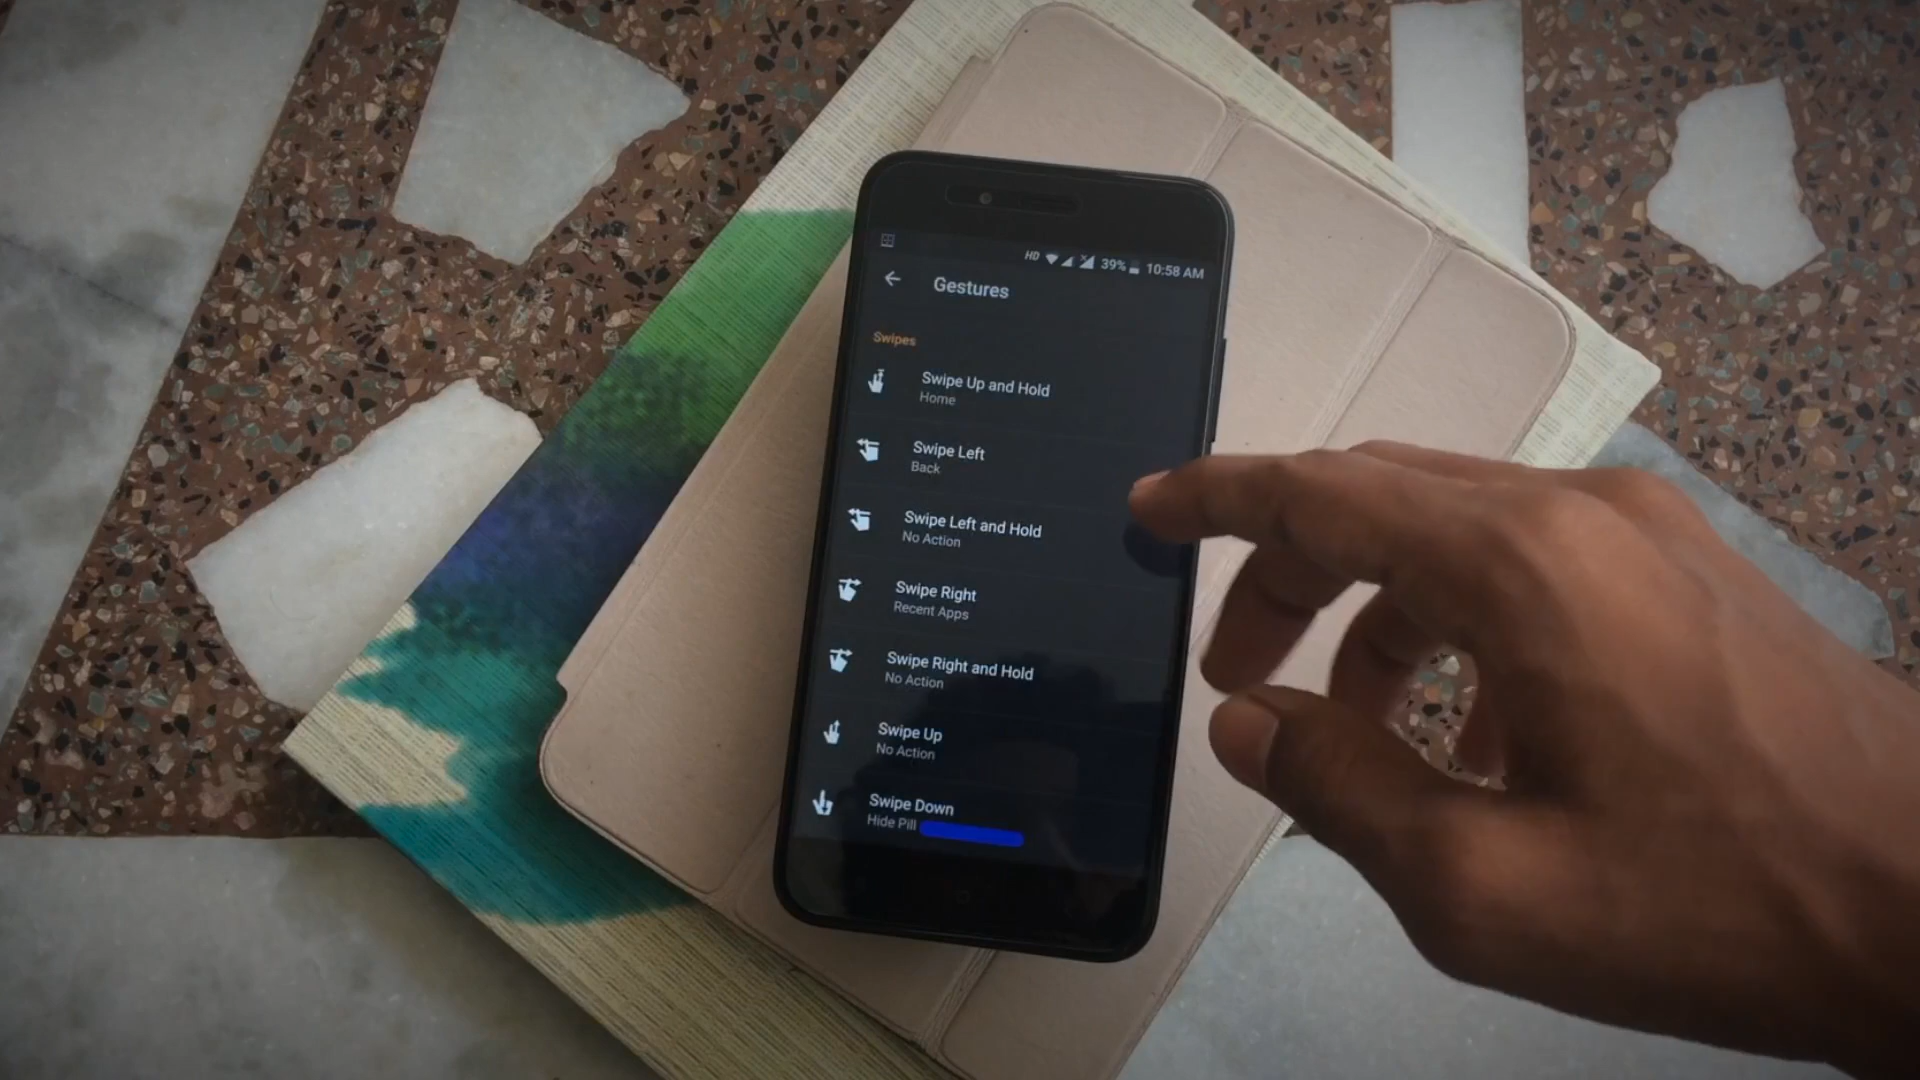 HD 39% 10:58 AM
Gestures
Swipes
Swipe Up and Hold
Home
Swipe Left
Back
Swipe Left and Hold
No Action
Swipe Right
Recent Apps
Swipe Right and Hold
No Action
Swipe Up
No Action
Swipe Down
Hide Pill